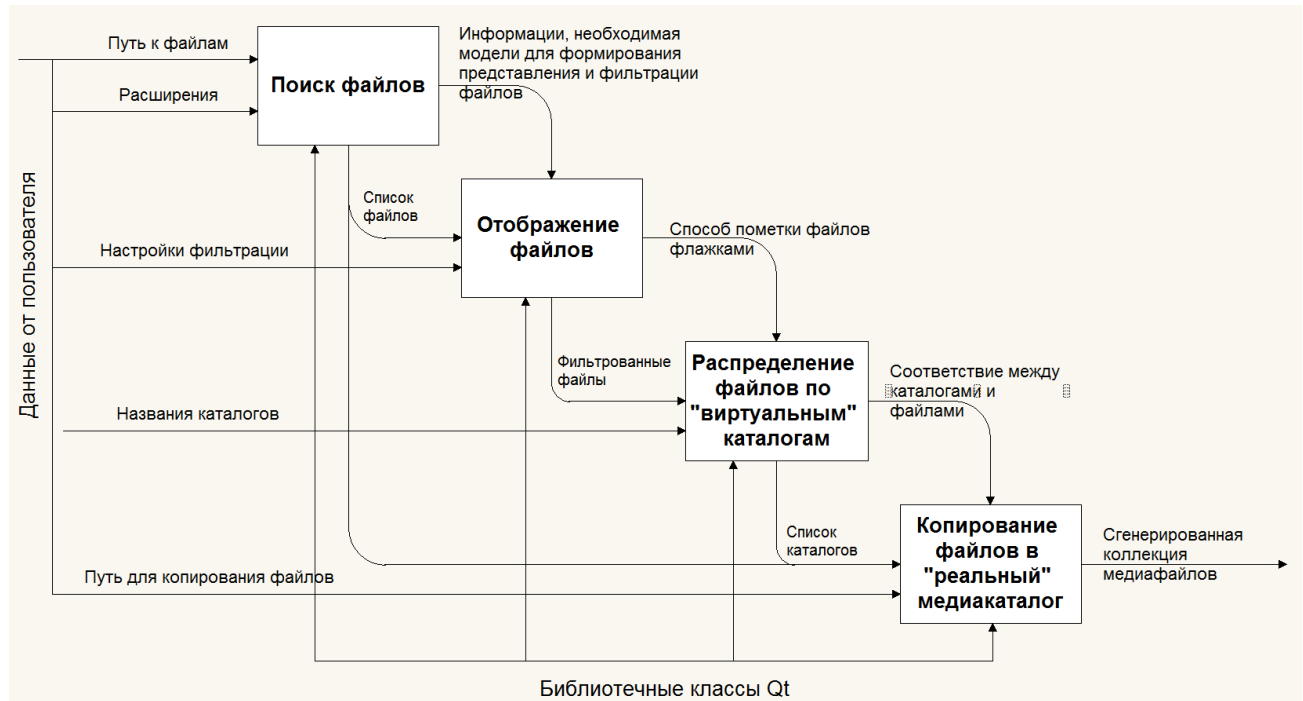 Путь к файлам
Информации, необходимая
модели для формирования
представления и фильтрации
файлов
Поиск файлов
Расширения
Данные от пользователя
Список
файлов
Отображение
файлов
Способ пометки файлов
флажками
Настройки фильтрации
Фильтрованные
файлы
Распределение
файлов по
"виртуальным"
каталогам
Соответствие между
каталогами и
файлами
Названия каталогов
Список
каталогов
Копирование
файлов в
"реальный"
медиакаталог
Сгенерированная
коллекция
медиафайлов
Путь для копирования файлов
Библиотечные классы Qt